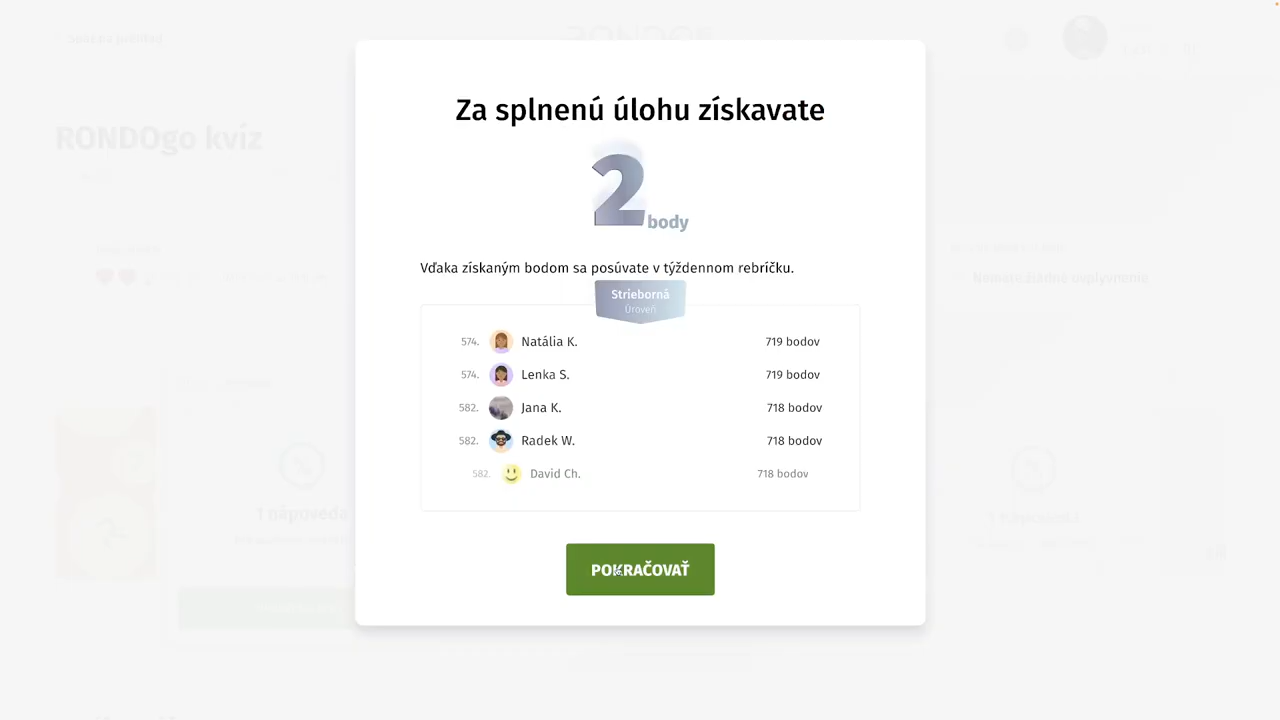 RONDOgo kvíz
Za splnenú úlohu získavate
2 body
Vďaka získaným bodom sa posúvate v týždennom rebríčku.
Strieborná
Úroveň
574. Natália K. 719 bodov
574. Lenka S. 719 bodov
582. Jana K. 718 bodov
582. Radek W. 718 bodov
582. David Ch. 718 bodov
1 nápoveda
POKRAČOVAŤ